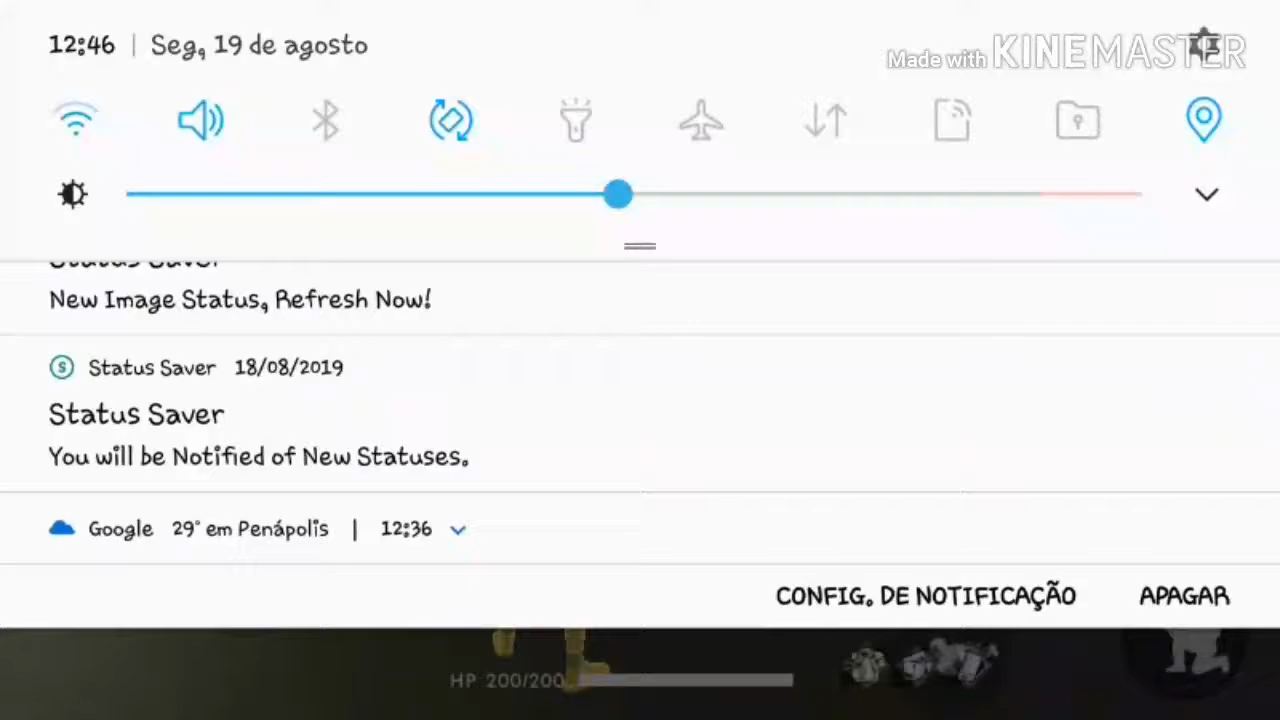 12:46 | Seg, 19 de agosto
Made with KINEMASTER
Status Saver
New Image Status, Refresh Now!
S Status Saver 18/08/2019
Status Saver
You will be Notified of New Statuses.
Google 29° em Penápolis | 12:36
CONFIG. DE NOTIFICAÇÃO APAGAR
HP 200/200